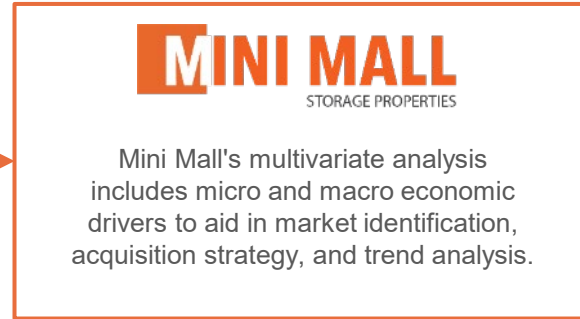 MINI MALL
STORAGE PROPERTIES
Mini Mall's multivariate analysis
includes micro and macro economic
drivers to aid in market identification,
acquisition strategy, and trend analysis.